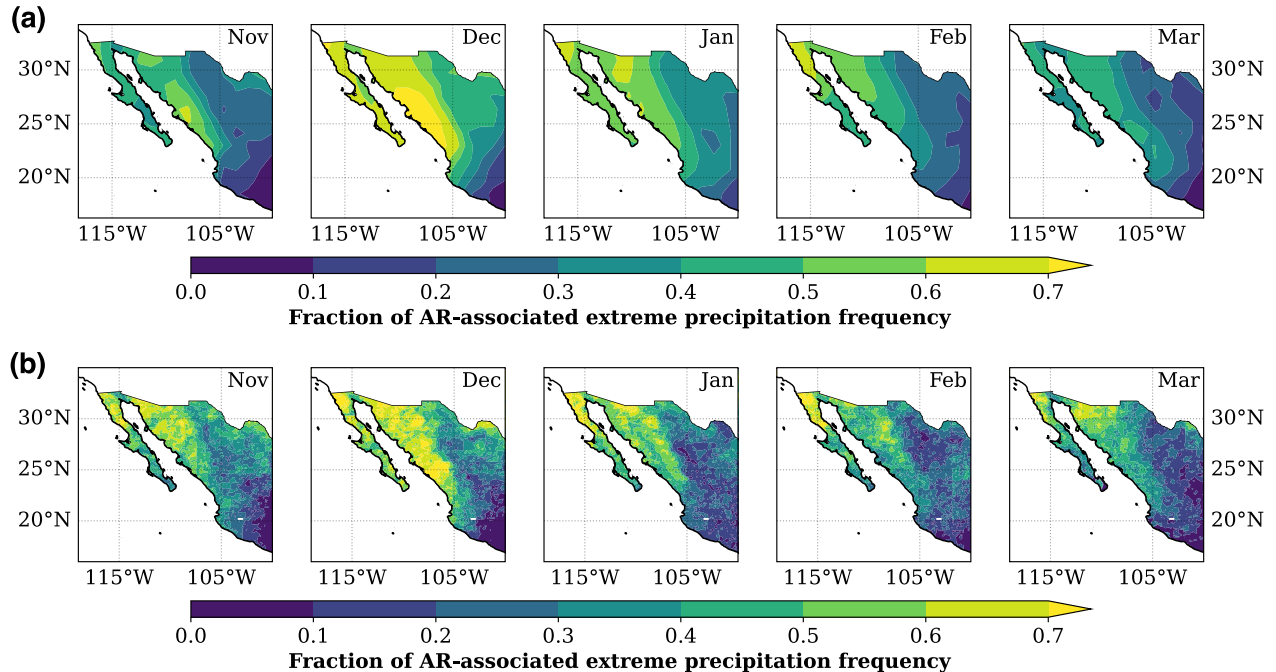 (a)
Nov Dec Jan Feb Mar
30°N 30°N
25°N 25°N
20°N 20°N
115°W 105°W 115°W 105°W 115°W 105°W 115°W 105°W 115°W 105°W
0.0 0.1 0.2 0.3 0.4 0.5 0.6 0.7
Fraction of AR-associated extreme precipitation frequency
(b)
Nov Dec Jan Feb Mar
30°N 30°N
25°N 25°N
20°N 20°N
115°W 105°W 115°W 105°W 115°W 105°W 115°W 105°W 115°W 105°W
0.0 0.1 0.2 0.3 0.4 0.5 0.6 0.7
Fraction of AR-associated extreme precipitation frequency